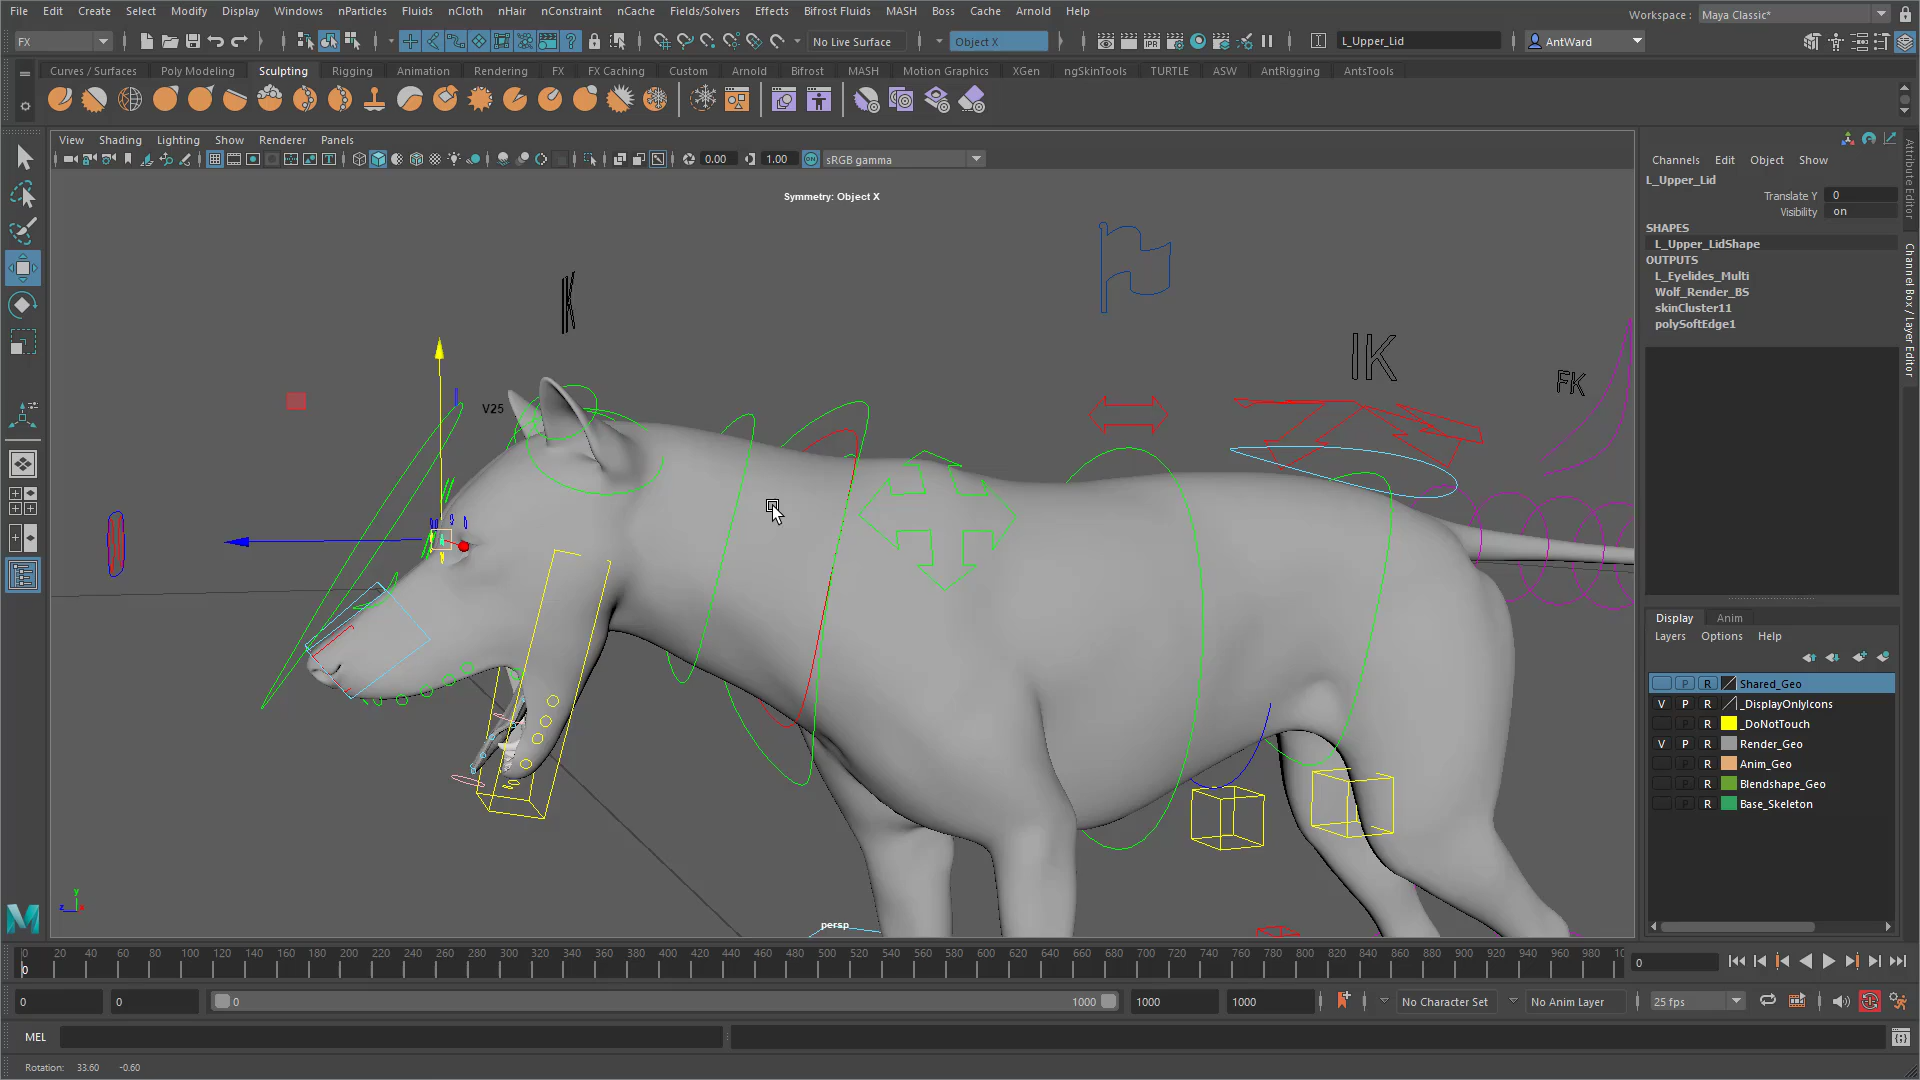 File Edit Create Select Modify Display Windows nParticles Fluids nCloth nHair nConstraint nCache Fields/Solvers Effects Bifrost Fluids MASH Boss Cache Arnold Help
Workspace : Maya Classic*
FX No Live Surface Object X L_Upper_Lid AntWard
Curves / Surfaces Poly Modeling Sculpting Rigging Animation Rendering FX FX Caching Custom Arnold Bifrost MASH Motion Graphics XGen ngSkinTools TURTLE ASW AntRigging AntsTools
View Shading Lighting Show Renderer Panels
0.00 1.00 ON sRGB gamma
Symmetry: Object X
K
IK
FK
V25
persp
y
z
Channels Edit Object Show
L_Upper_Lid
Translate Y 0
Visibility on
SHAPES
L_Upper_LidShape
OUTPUTS
L_Eyelides_Multi
Wolf_Render_BS
skinCluster11
polySoftEdge1
Attribute Editor
Channel Box / Layer Editor
Display Anim
Layers Options Help
P R Shared_Geo
V P R _DisplayOnlyIcons
P R _DoNotTouch
V P R Render_Geo
P R Anim_Geo
P R Blendshape_Geo
P R Base_Skeleton
0 20 40 60 80 100 120 140 160 180 200 220 240 260 280 300 320 340 360 380 400 420 440 460 480 500 520 540 560 580 600 620 640 660 680 700 720 740 760 780 800 820 840 860 880 900 920 940 960 980 10
0
0
0 0 0 1000 1000 1000 No Character Set No Anim Layer 25 fps
MEL
Rotation: 33.60 -0.60